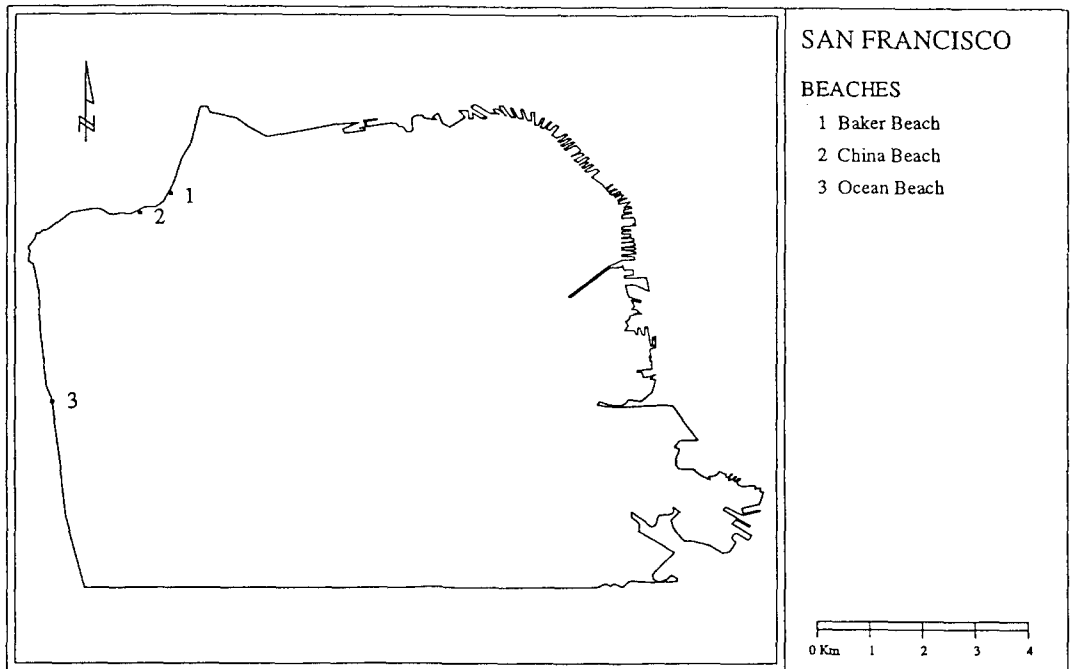 SAN FRANCISCO
BEACHES
1 Baker Beach
2 China Beach
3 Ocean Beach
N
1
2
3
0 Km 1 2 3 4